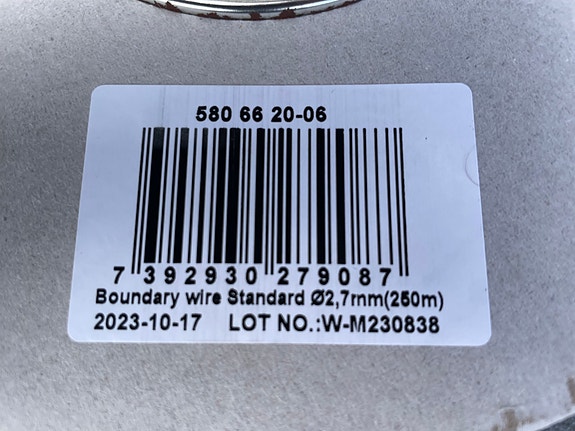 580 66 20-06
7 392930 279087
Boundary wire Standard Ø2,7mm(250m)
2023-10-17 LOT NO.:W-M230838